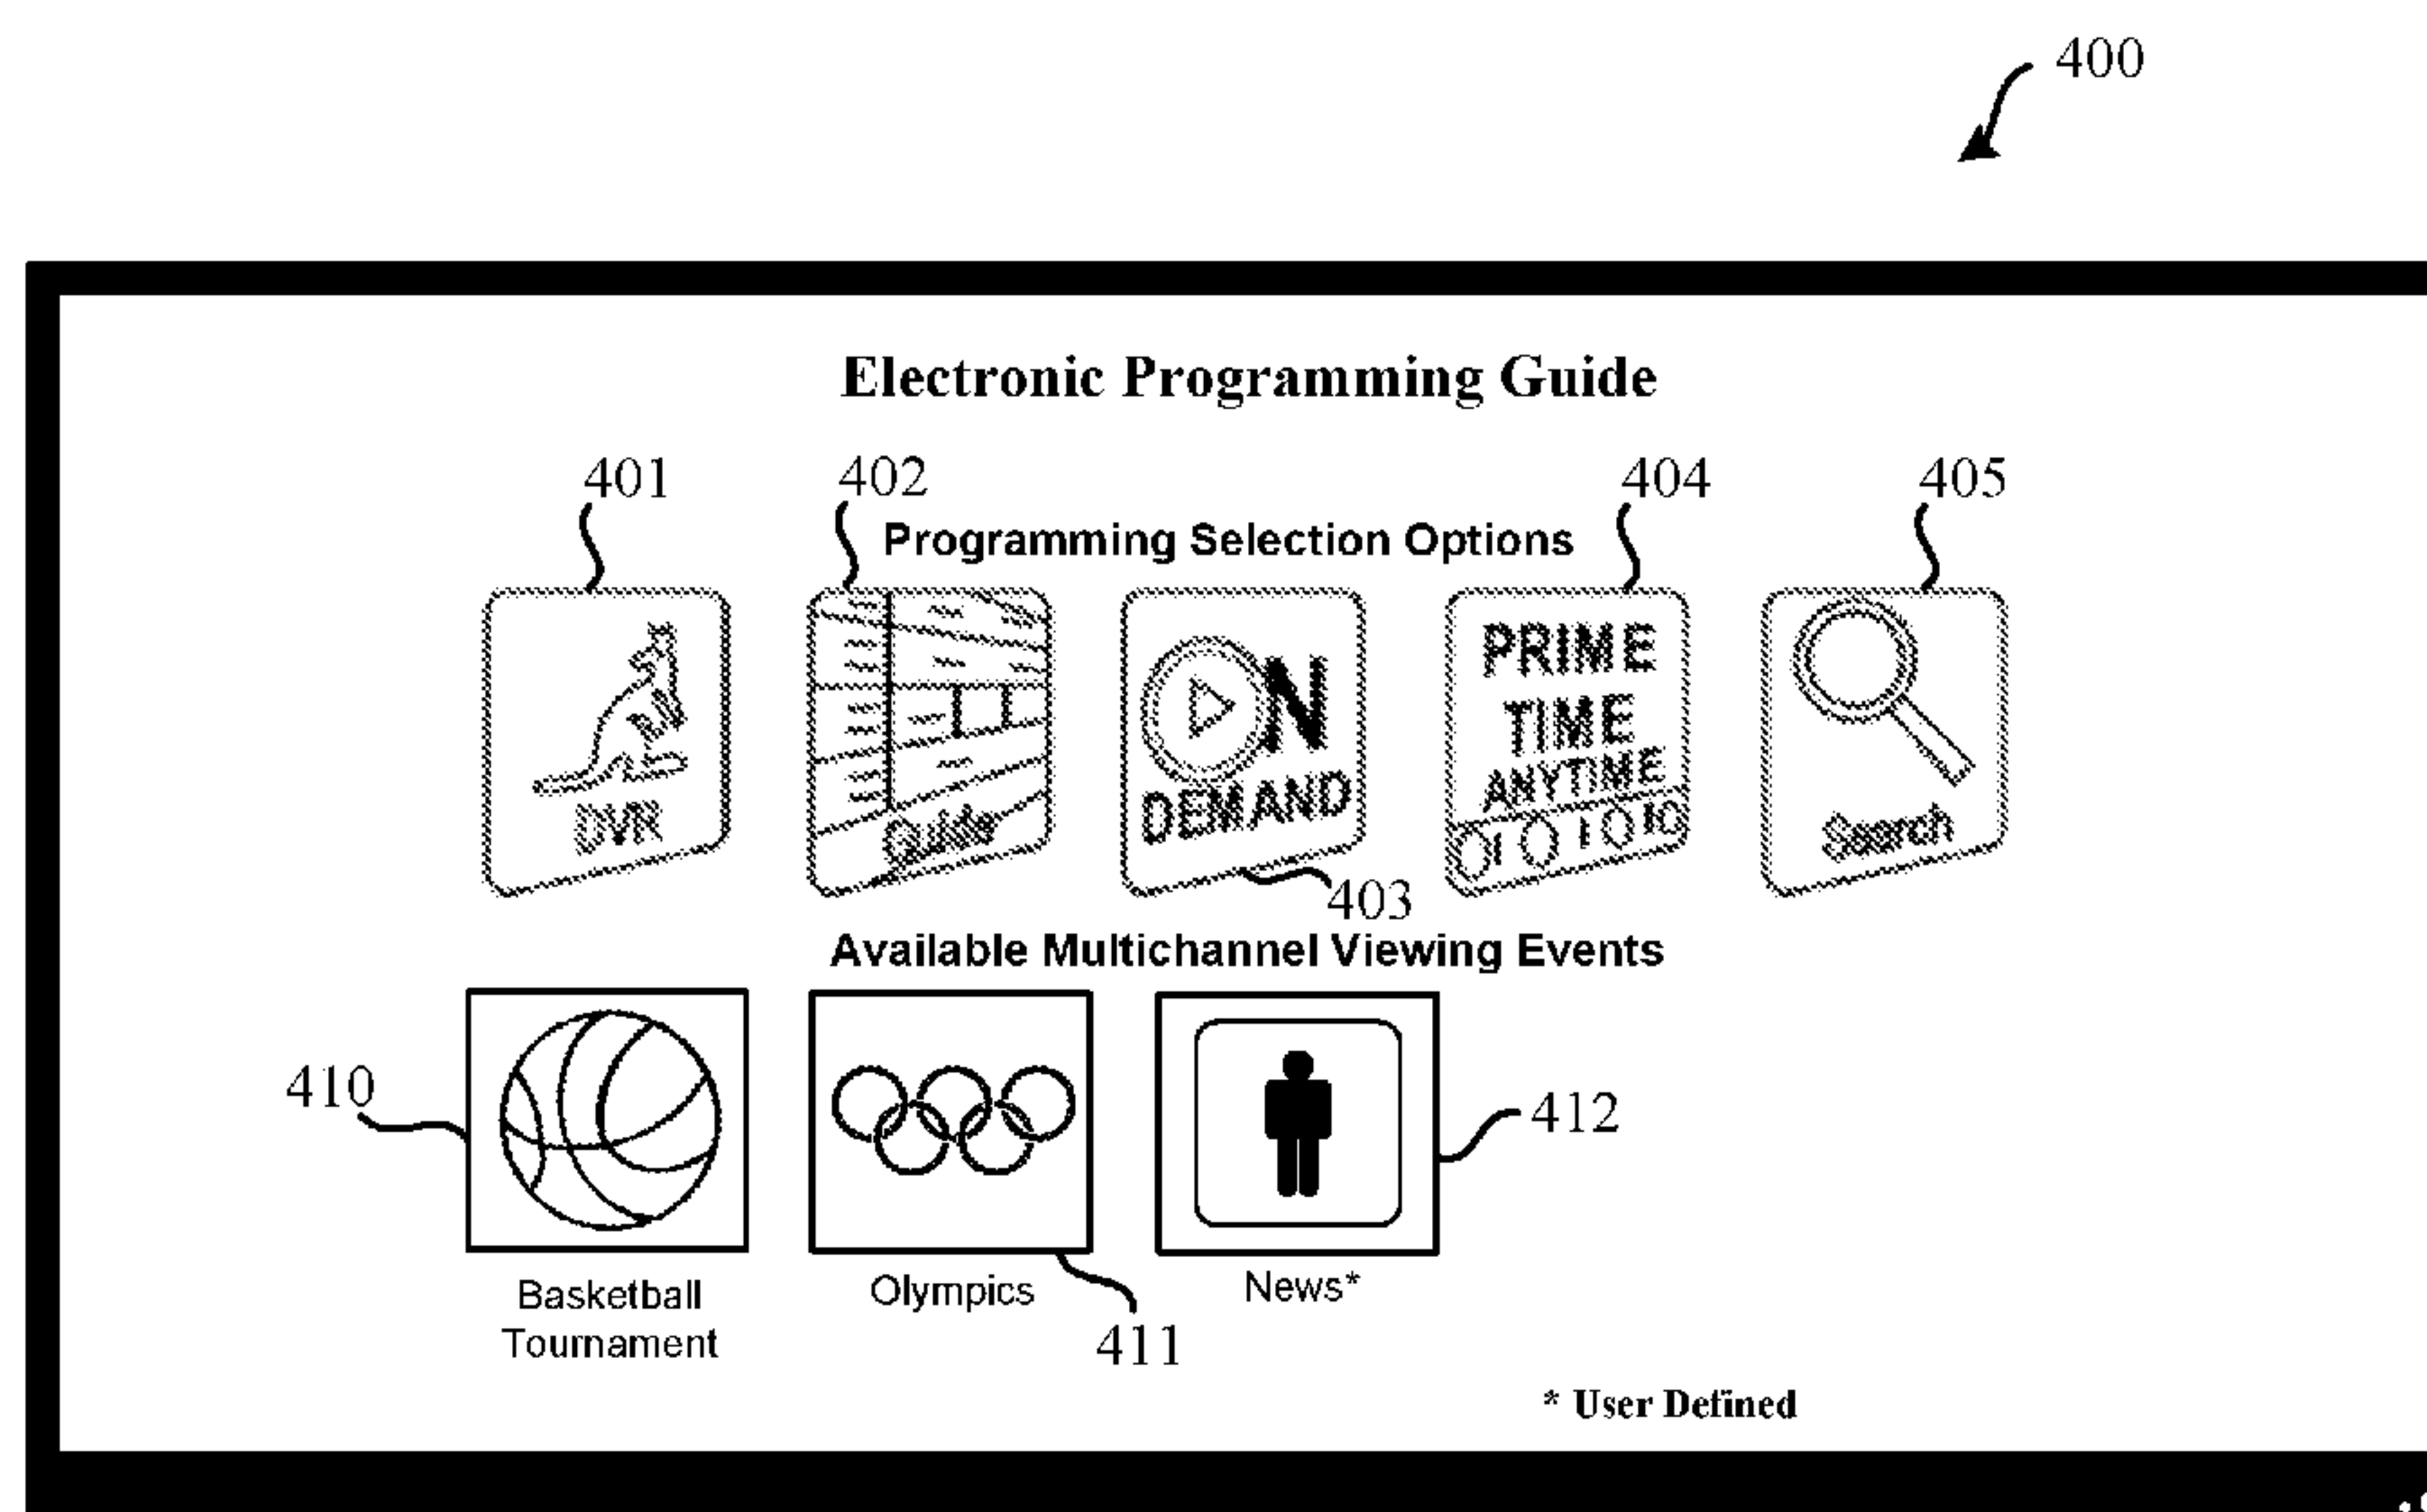 400
Electronic Programming Guide
401 402 404 405
Programming Selection Options
PRIME
TIME
ANYTIME
ON
DEMAND
DVR
Guide
Search
403
Available Multichannel Viewing Events
410
412
Basketball
Tournament
Olympics
News*
411
* User Defined